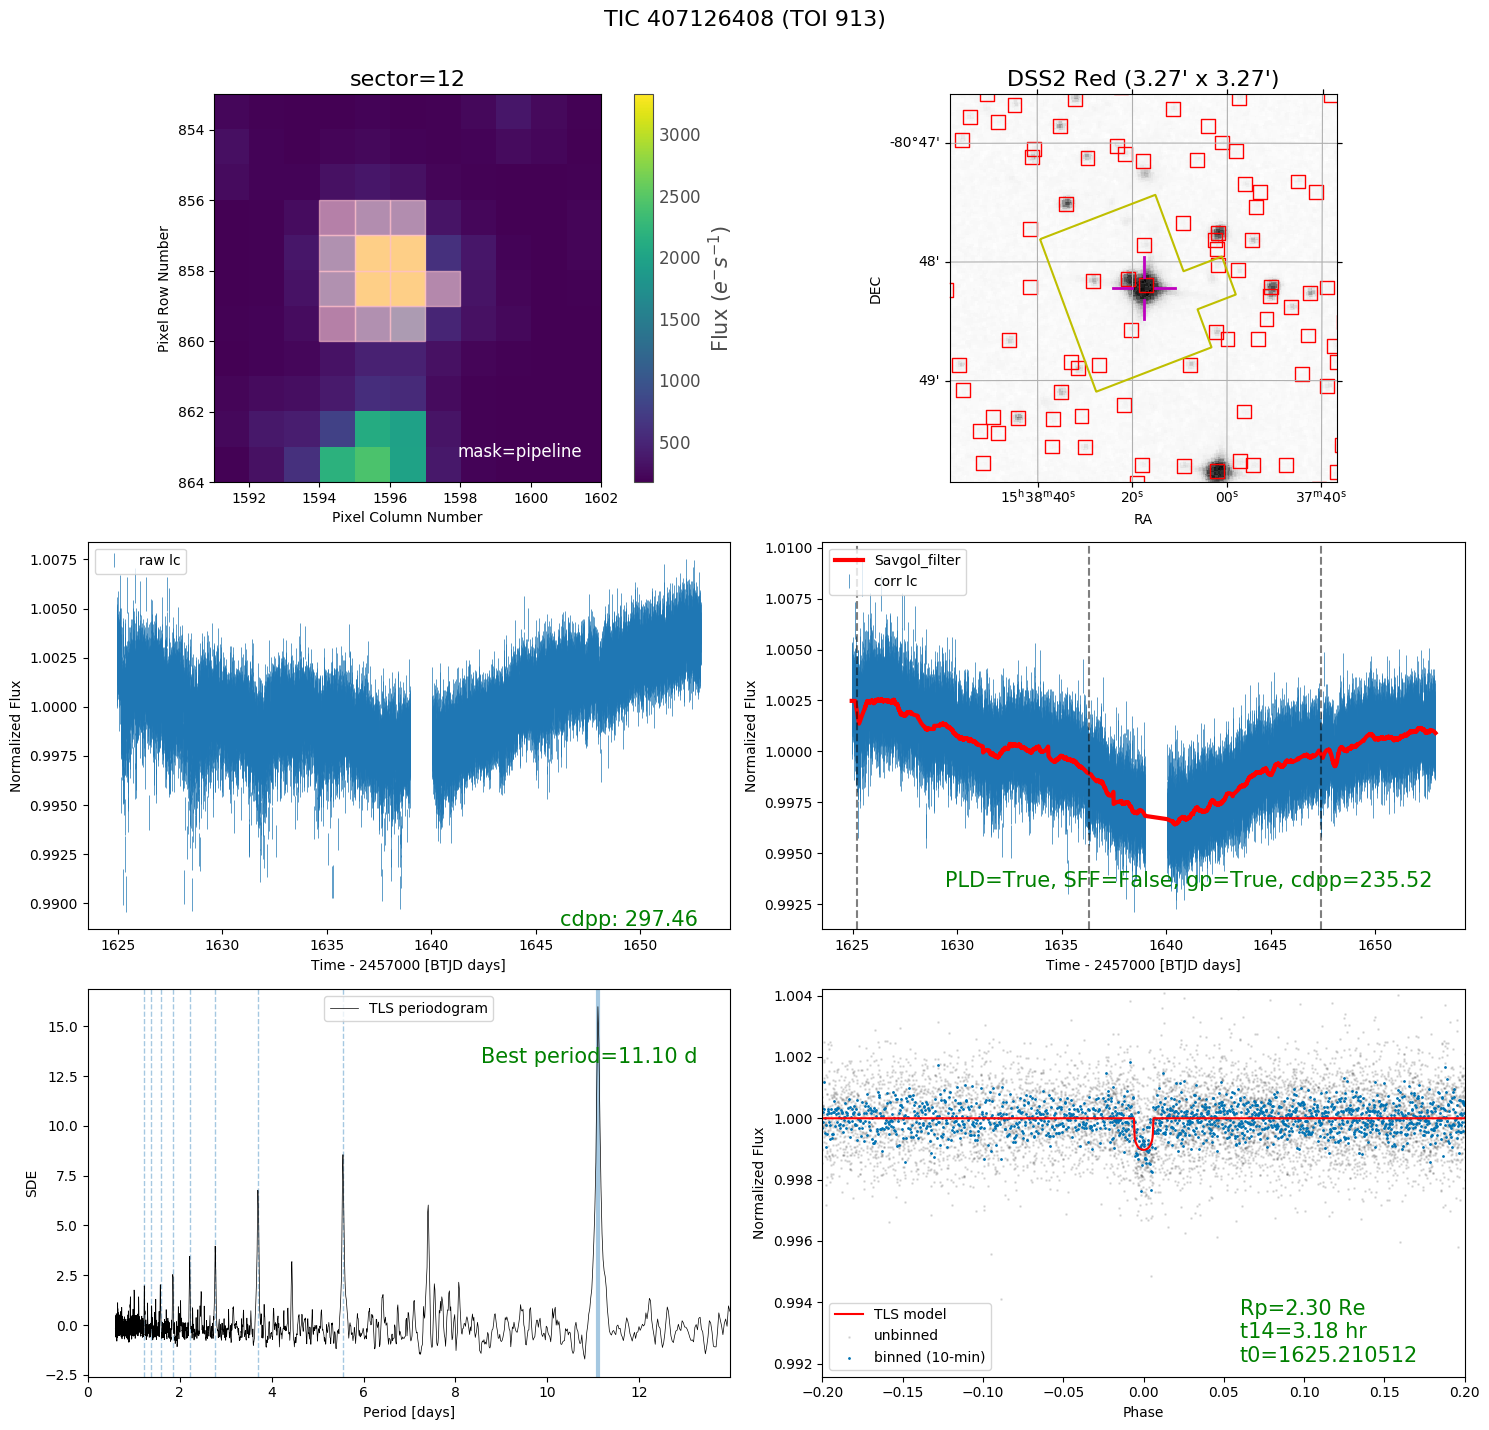 TIC 407126408 (TOI 913)
sector=12
Pixel Row Number
854
856
858
860
862
864
1592
1594
1596
1598
1600
1602
Pixel Column Number
mask=pipeline
3000
2500
2000
1500
1000
500
Flux (e⁻s⁻¹)
DSS2 Red (3.27' x 3.27')
DEC
-80°47'
48'
49'
15ʰ38ᵐ40ˢ
20ˢ
00ˢ
37ᵐ40ˢ
RA
Normalized Flux
1.0075
1.0050
1.0025
1.0000
0.9975
0.9950
0.9925
0.9900
raw lc
cdpp: 297.46
1625
1630
1635
1640
1645
1650
Time - 2457000 [BTJD days]
Normalized Flux
1.0100
1.0075
1.0050
1.0025
1.0000
0.9975
0.9950
0.9925
Savgol_filter
corr lc
PLD=True, SFF=False, gp=True, cdpp=235.52
1625
1630
1635
1640
1645
1650
Time - 2457000 [BTJD days]
SDE
15.0
12.5
10.0
7.5
5.0
2.5
0.0
−2.5
TLS periodogram
Best period=11.10 d
0
2
4
6
8
10
12
Period [days]
Normalized Flux
1.004
1.002
1.000
0.998
0.996
0.994
0.992
TLS model
unbinned
binned (10-min)
Rp=2.30 Re
t14=3.18 hr
t0=1625.210512
−0.20
−0.15
−0.10
−0.05
0.00
0.05
0.10
0.15
0.20
Phase